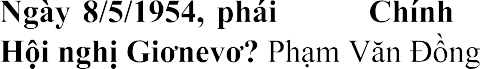 Ngày 8/5/1954, phái Chính
Hội nghị Giơnevơ? Phạm Văn Đồng